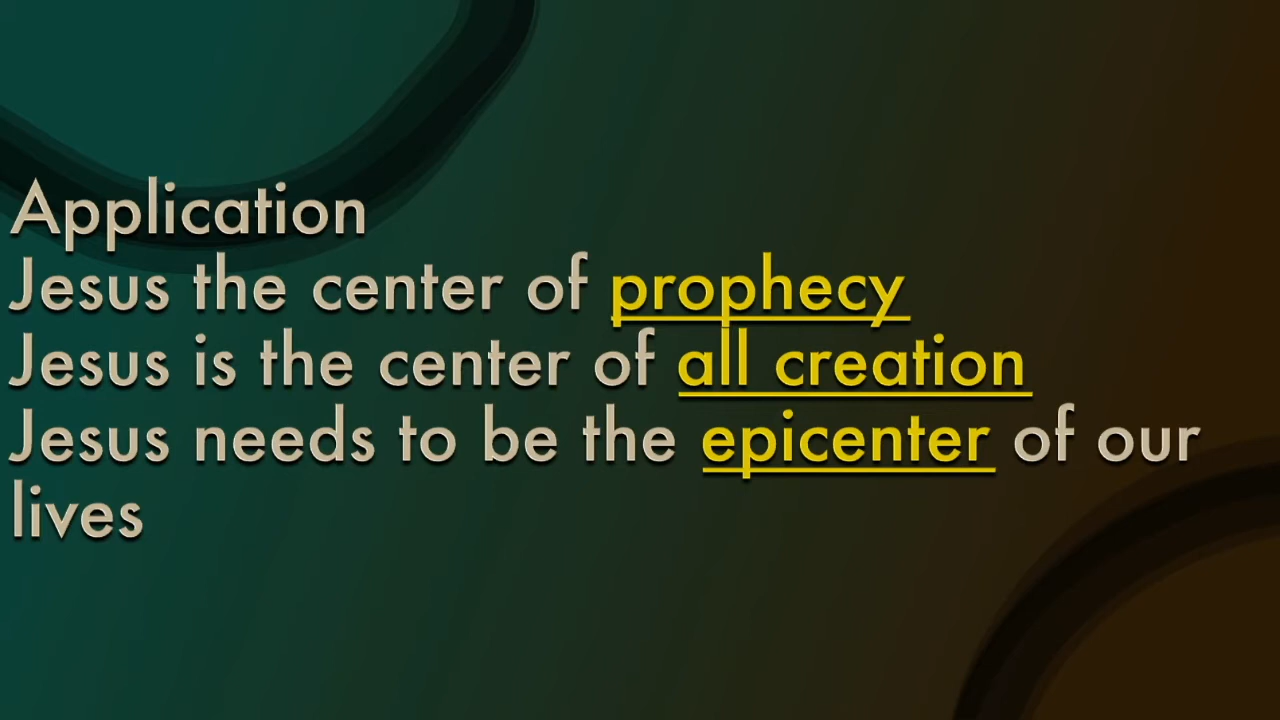 Application
Jesus the center of prophecy
Jesus is the center of all creation
Jesus needs to be the epicenter of our
lives